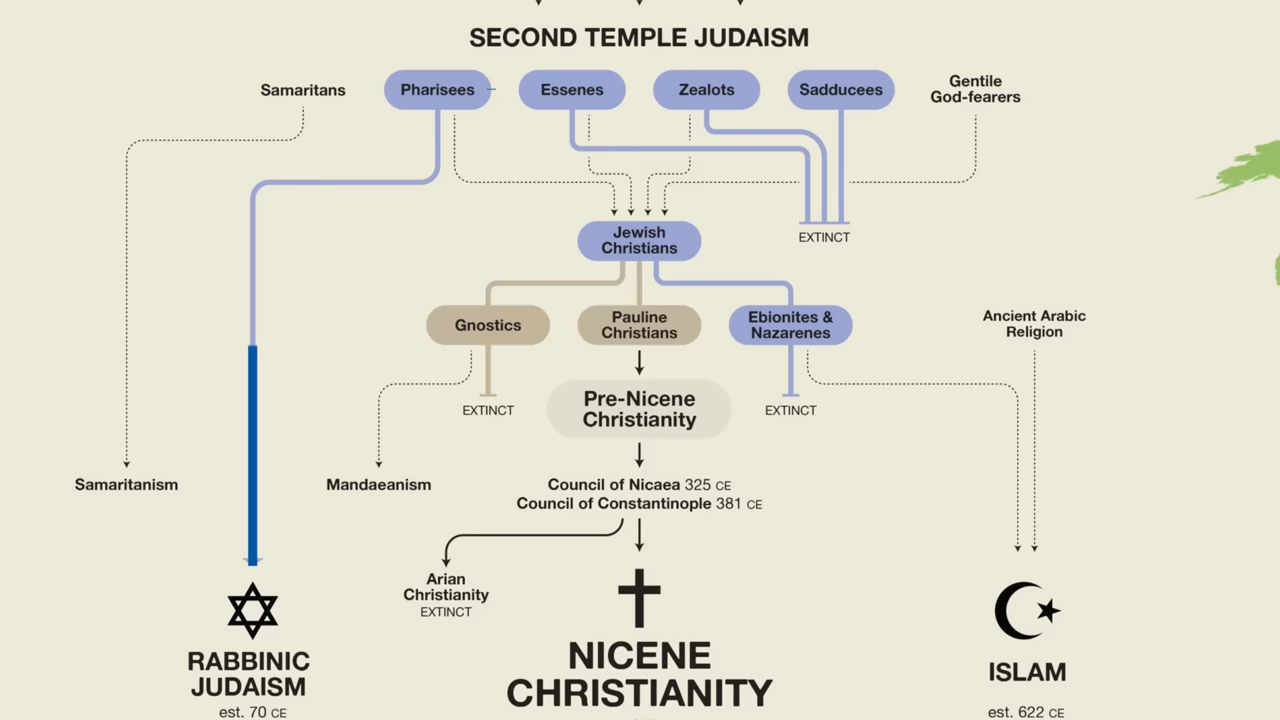 SECOND TEMPLE JUDAISM
Samaritans
Pharisees
Essenes
Zealots
Sadducees
Gentile
God-fearers
Jewish
Christians
EXTINCT
Gnostics
Pauline
Christians
Ebionites &
Nazarenes
Ancient Arabic
Religion
EXTINCT
Pre-Nicene
Christianity
EXTINCT
Samaritanism
Mandaeanism
Council of Nicaea 325 CE
Council of Constantinople 381 CE
Arian
Christianity
EXTINCT
RABBINIC
JUDAISM
est. 70 CE
NICENE
CHRISTIANITY
ISLAM
est. 622 CE